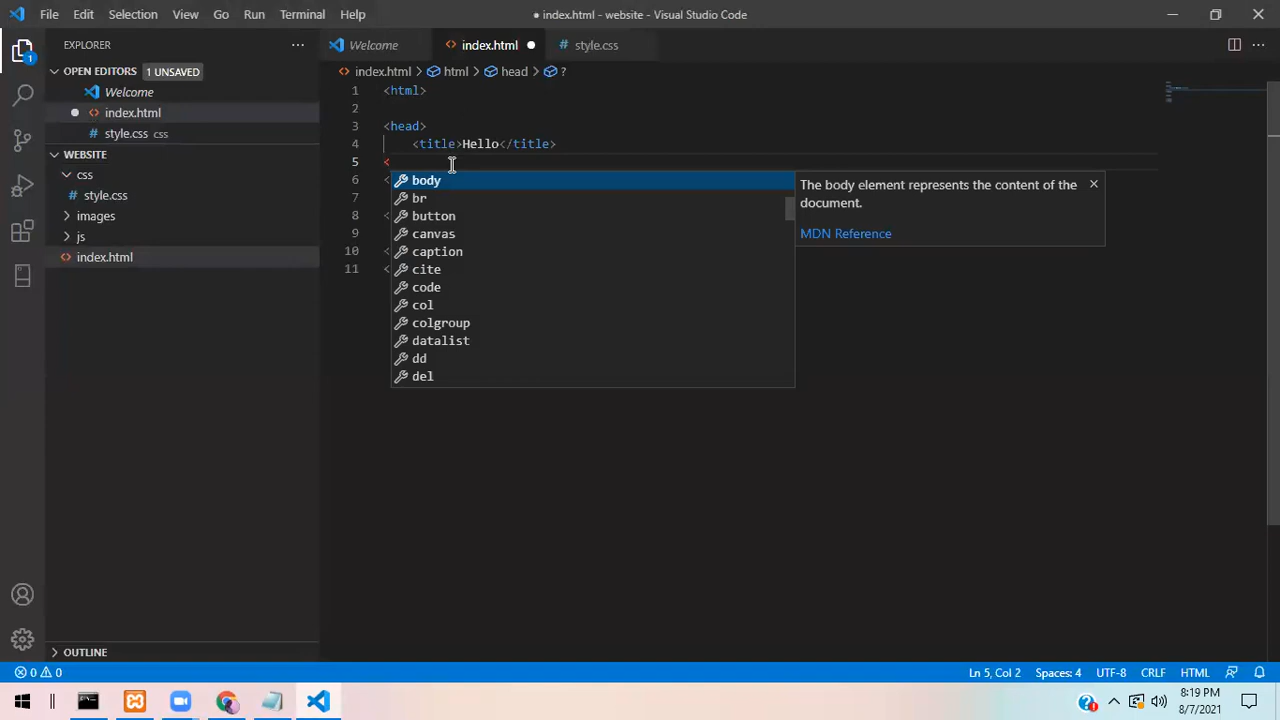 File Edit Selection View Go Run Terminal Help
● index.html - website - Visual Studio Code
EXPLORER
Welcome
index.html
style.css
OPEN EDITORS 1 UNSAVED
Welcome
index.html
style.css css
WEBSITE
css
style.css
images
js
index.html
OUTLINE
1
index.html > html > head > ?
1 <html>
2
3 <head>
4 <title>Hello</title>
5 <
6 <
7
8 <
9
10 <
11 <
body
br
button
canvas
caption
cite
code
col
colgroup
datalist
dd
del
The body element represents the content of the
document.
MDN Reference
0 0
Ln 5, Col 2 Spaces: 4 UTF-8 CRLF HTML
8:19 PM
8/7/2021